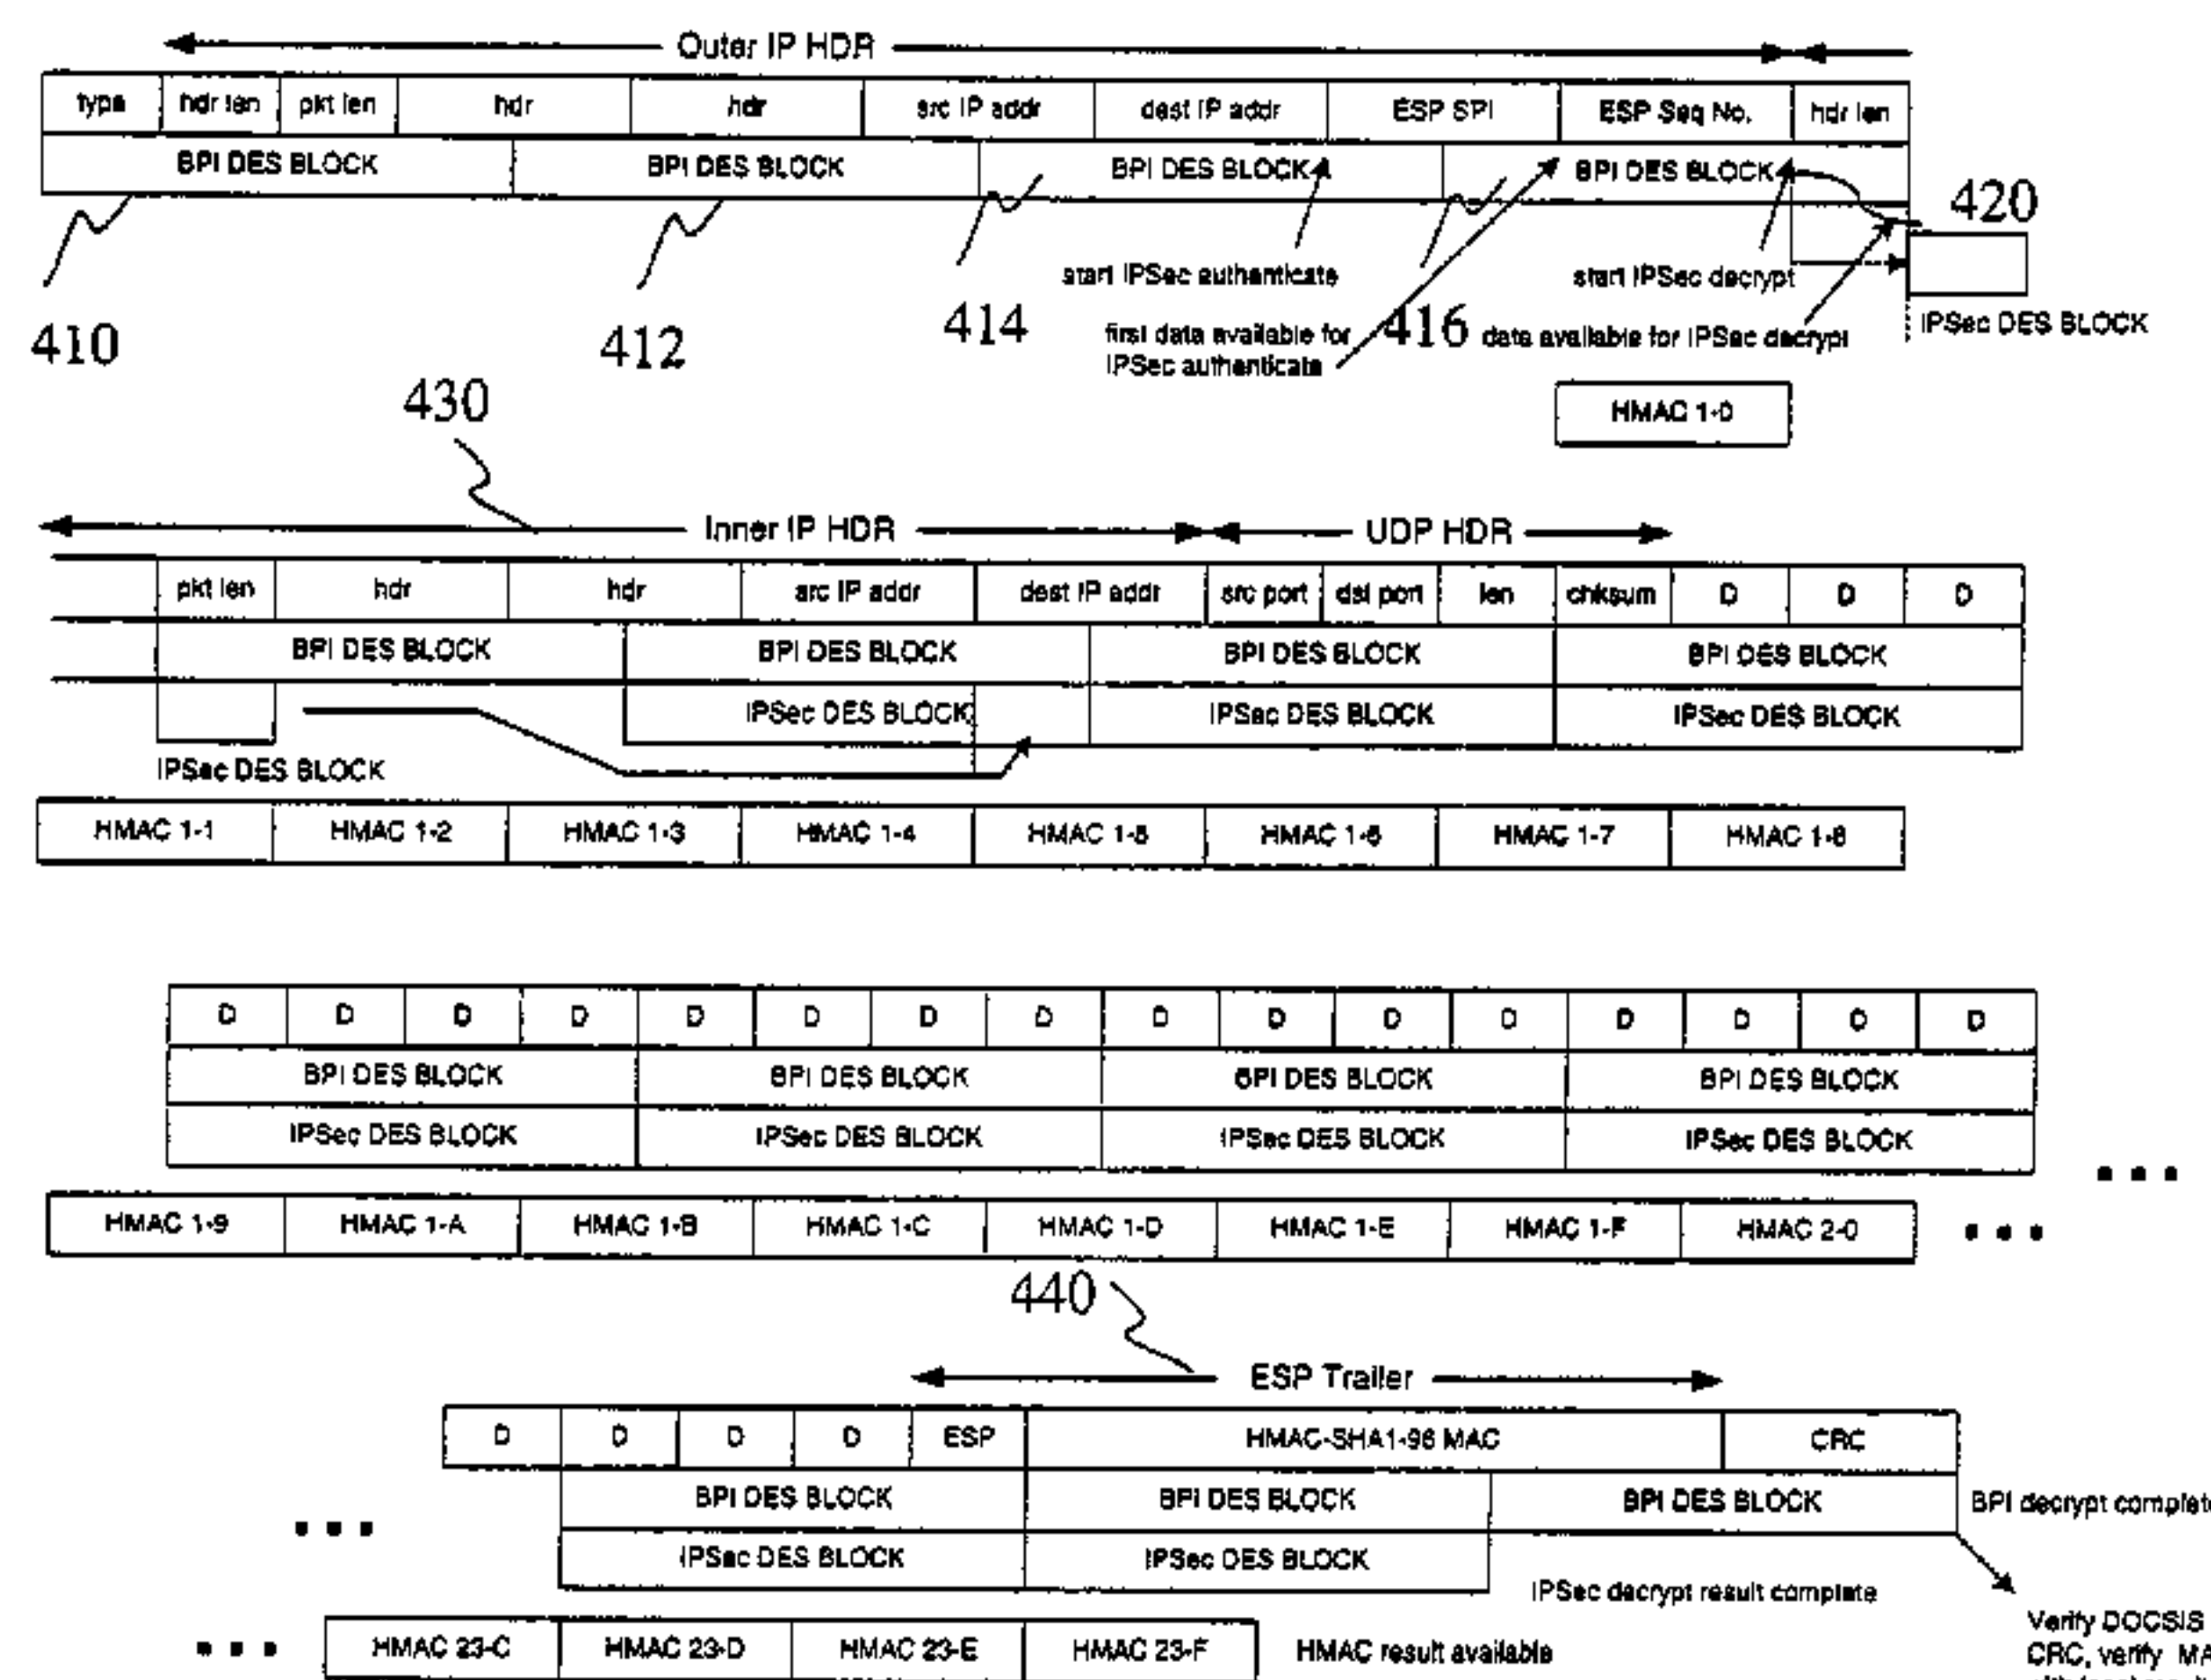 Outer IP HDR
type hdr len pkt len hdr hdr src IP addr dest IP addr ESP SPI ESP Seq No. hdr len
BPI DES BLOCK BPI DES BLOCK BPI DES BLOCK BPI DES BLOCK
420
start IPSec authenticate start IPSec decrypt
410 412 414 416 IPSec DES BLOCK
first data available for
IPSec authenticate
data available for IPSec decrypt
430
HMAC 1-0
Inner IP HDR UDP HDR
pkt len hdr hdr src IP addr dest IP addr src port dst port len chksum D D D
BPI DES BLOCK BPI DES BLOCK BPI DES BLOCK BPI DES BLOCK
IPSec DES BLOCK IPSec DES BLOCK IPSec DES BLOCK
IPSec DES BLOCK
HMAC 1-1 HMAC 1-2 HMAC 1-3 HMAC 1-4 HMAC 1-5 HMAC 1-6 HMAC 1-7 HMAC 1-8
D D D D D D D D D D D D D D D D
BPI DES BLOCK BPI DES BLOCK BPI DES BLOCK BPI DES BLOCK
IPSec DES BLOCK IPSec DES BLOCK IPSec DES BLOCK IPSec DES BLOCK
HMAC 1-9 HMAC 1-A HMAC 1-B HMAC 1-C HMAC 1-D HMAC 1-E HMAC 1-F HMAC 2-0
440
ESP Trailer
D D D D ESP HMAC-SHA1-96 MAC CRC
BPI DES BLOCK BPI DES BLOCK BPI DES BLOCK BPI decrypt complete
IPSec DES BLOCK IPSec DES BLOCK
IPSec decrypt result complete
HMAC 23-C HMAC 23-D HMAC 23-E HMAC 23-F HMAC result available
Verify DOCSIS
CRC, verify